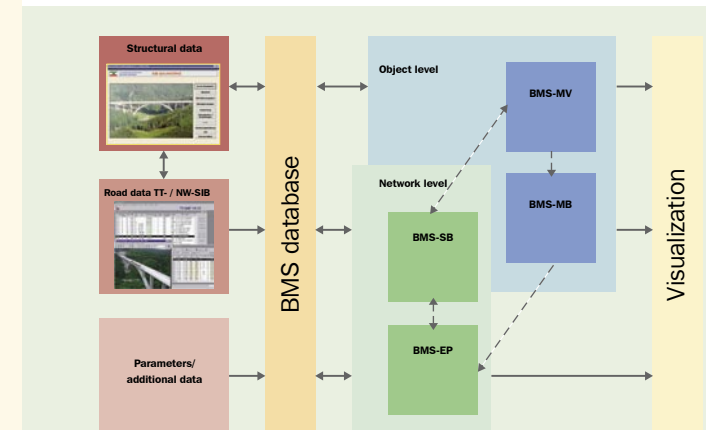 Structural data
Road data TT- / NW-SIB
Parameters/
additional data
BMS database
Object level
BMS-MV
BMS-MB
Network level
BMS-SB
BMS-EP
Visualization